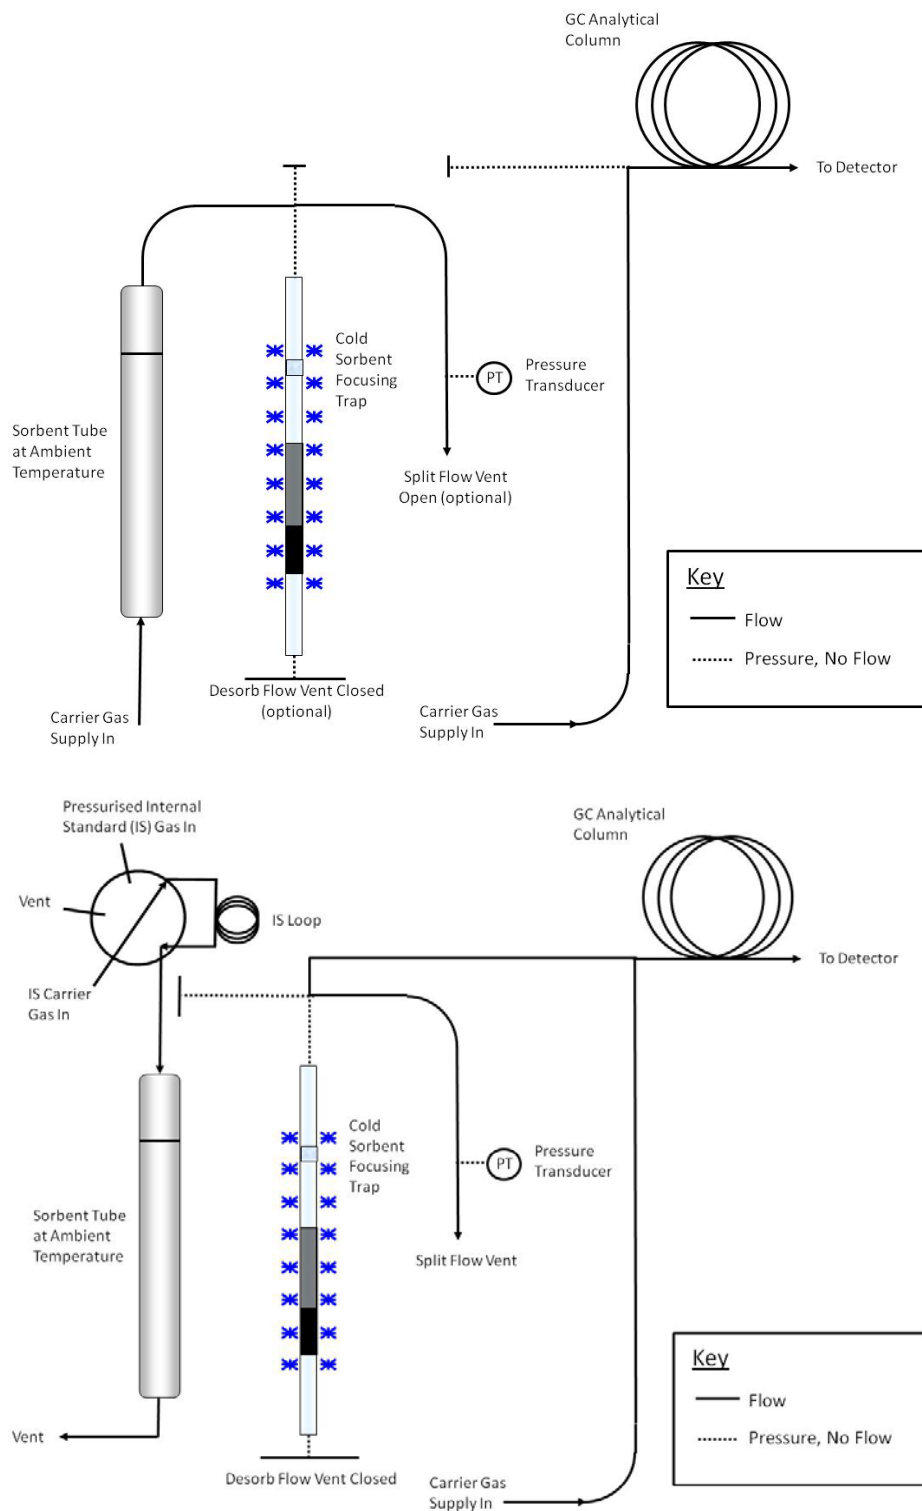 GC Analytical
Column
To Detector
Cold
Sorbent
Focusing
Trap
PT
Pressure
Transducer
Sorbent Tube
at Ambient
Temperature
Split Flow Vent
Open (optional)
Key
Flow
Pressure, No Flow
Desorb Flow Vent Closed
(optional)
Carrier Gas
Supply In
Carrier Gas
Supply In
Pressurised Internal
Standard (IS) Gas In
Vent
IS Loop
IS Carrier
Gas In
GC Analytical
Column
To Detector
Cold
Sorbent
Focusing
Trap
PT
Pressure
Transducer
Sorbent Tube
at Ambient
Temperature
Split Flow Vent
Key
Flow
Pressure, No Flow
Vent
Desorb Flow Vent Closed
Carrier Gas
Supply In